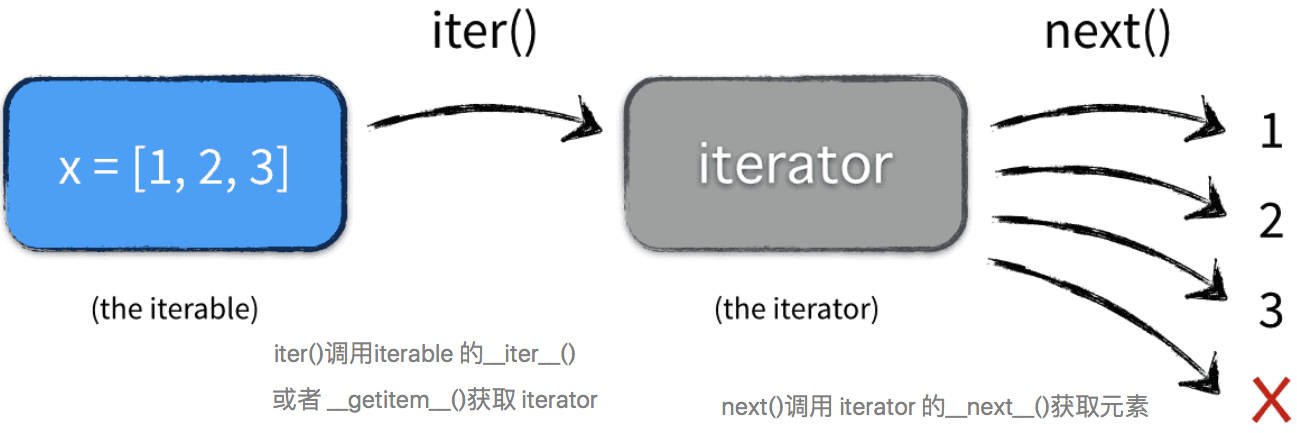 iter()
next()
x = [1, 2, 3]
iterator
1
2
3
X
(the iterable)
(the iterator)
iter()调用iterable 的__iter__()
或者 __getitem__()获取 iterator
next()调用 iterator 的__next__()获取元素